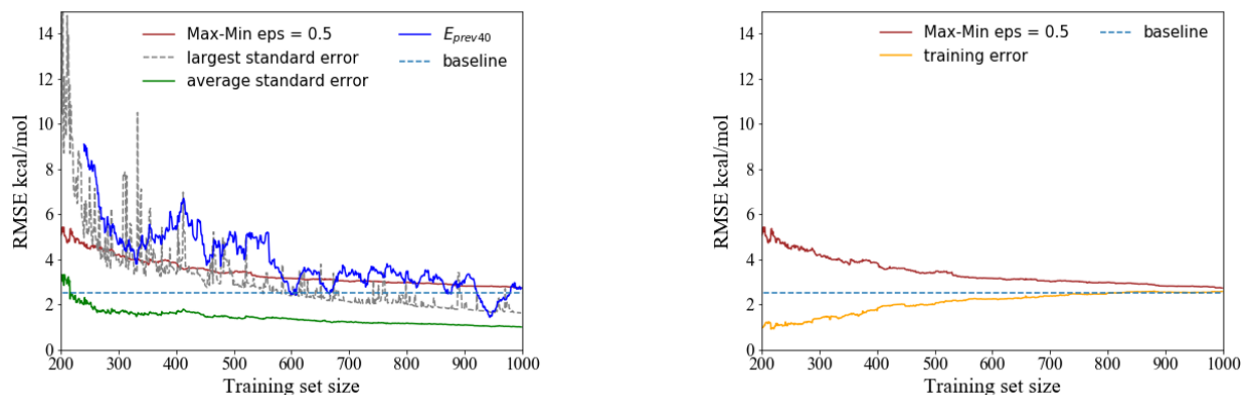 14
12
10
8
6
4
2
0
RMSE kcal/mol
Max-Min eps = 0.5
largest standard error
average standard error
E_prev40
baseline
200 300 400 500 600 700 800 900 1000
Training set size
14
12
10
8
6
4
2
0
RMSE kcal/mol
Max-Min eps = 0.5
training error
baseline
200 300 400 500 600 700 800 900 1000
Training set size